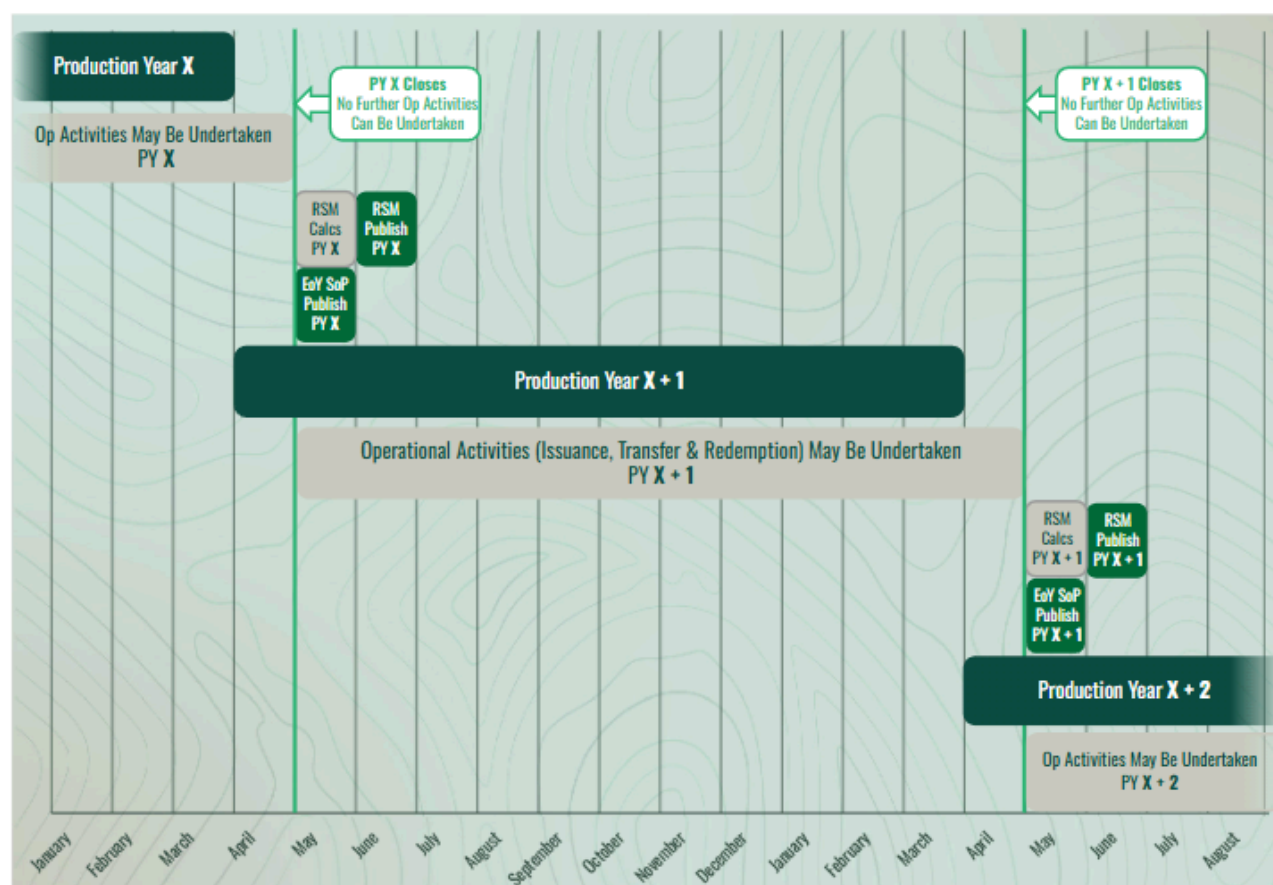 Production Year X
PY X Closes
No Further Op Activities
Can Be Undertaken
PY X + 1 Closes
No Further Op Activities
Can Be Undertaken
Op Activities May Be Undertaken
PY X
RSM
Calcs
PY X
RSM
Publish
PY X
EoY SoP
Publish
PY X
Production Year X + 1
Operational Activities (Issuance, Transfer & Redemption) May Be Undertaken
PY X + 1
RSM
Calcs
PY X + 1
RSM
Publish
PY X + 1
EoY SoP
Publish
PY X + 1
Production Year X + 2
Op Activities May Be Undertaken
PY X + 2
January
February
March
April
May
June
July
August
September
October
November
December
January
February
March
April
May
June
July
August